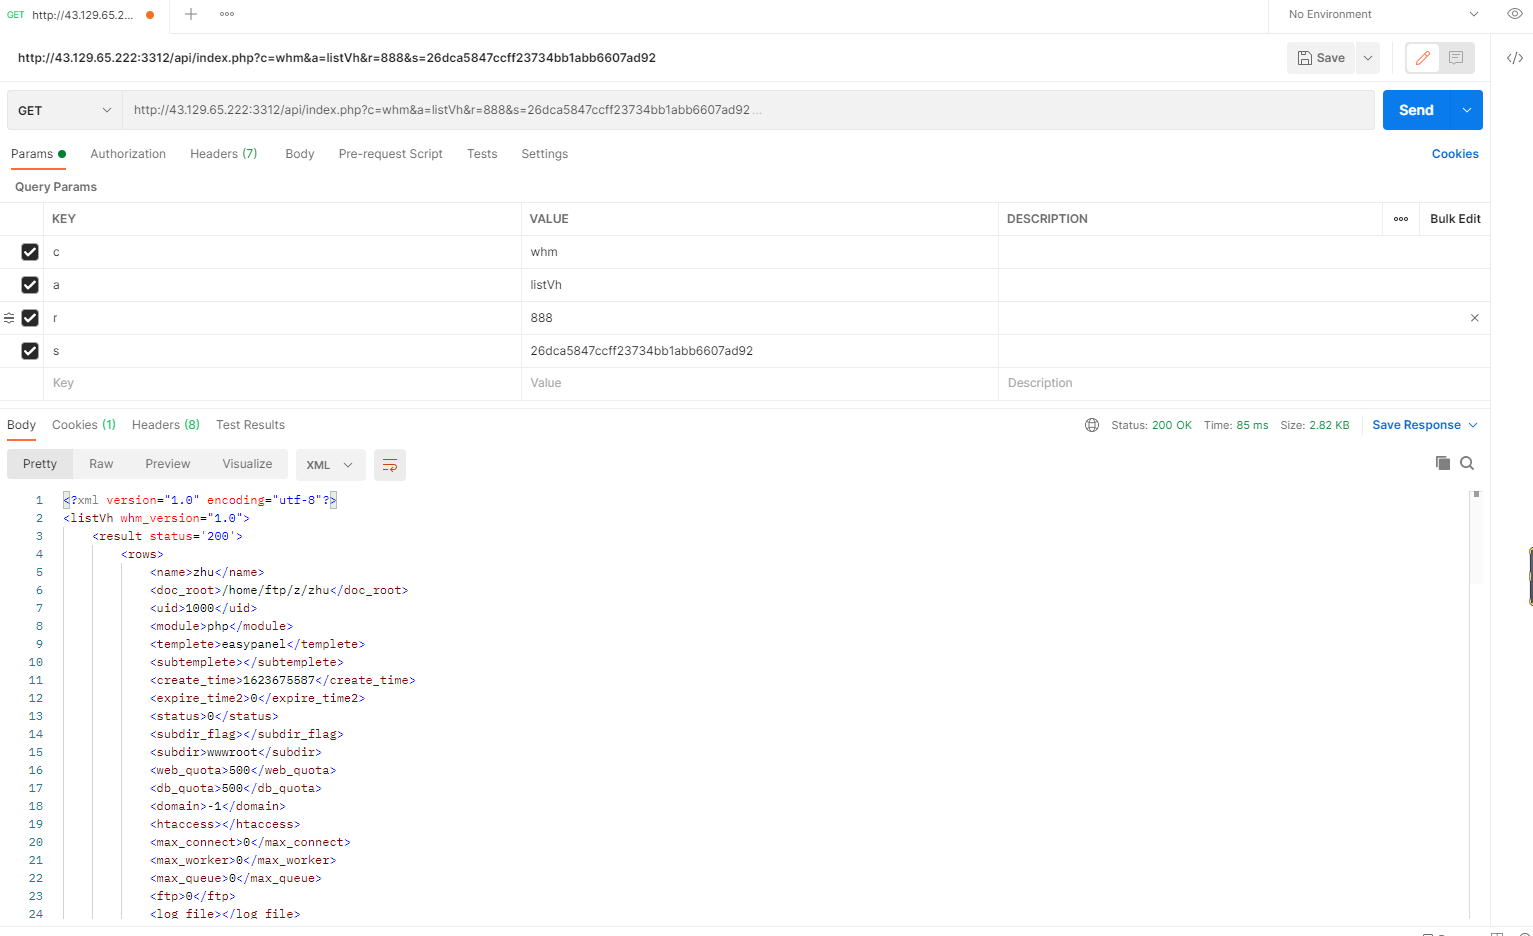 GET http://43.129.65.2...
No Environment
http://43.129.65.222:3312/api/index.php?c=whm&a=listVh&r=888&s=26dca5847ccff23734bb1abb6607ad92
Save
GET http://43.129.65.222:3312/api/index.php?c=whm&a=listVh&r=888&s=26dca5847ccff23734bb1abb6607ad92 ...
Send
Params Authorization Headers (7) Body Pre-request Script Tests Settings Cookies
Query Params
KEY VALUE DESCRIPTION Bulk Edit
c whm
a listVh
r 888
s 26dca5847ccff23734bb1abb6607ad92
Key Value Description
Body Cookies (1) Headers (8) Test Results Status: 200 OK Time: 85 ms Size: 2.82 KB Save Response
Pretty Raw Preview Visualize XML
1 <?xml version="1.0" encoding="utf-8"?>
2 <listVh whm_version="1.0">
3 <result status='200'>
4 <rows>
5 <name>zhu</name>
6 <doc_root>/home/ftp/z/zhu</doc_root>
7 <uid>1000</uid>
8 <module>php</module>
9 <templete>easypanel</templete>
10 <subtemplete></subtemplete>
11 <create_time>1623675587</create_time>
12 <expire_time2>0</expire_time2>
13 <status>0</status>
14 <subdir_flag></subdir_flag>
15 <subdir>wwwroot</subdir>
16 <web_quota>500</web_quota>
17 <db_quota>500</db_quota>
18 <domain>-1</domain>
19 <htaccess></htaccess>
20 <max_connect>0</max_connect>
21 <max_worker>0</max_worker>
22 <max_queue>0</max_queue>
23 <ftp>0</ftp>
24 <log_file></log_file>